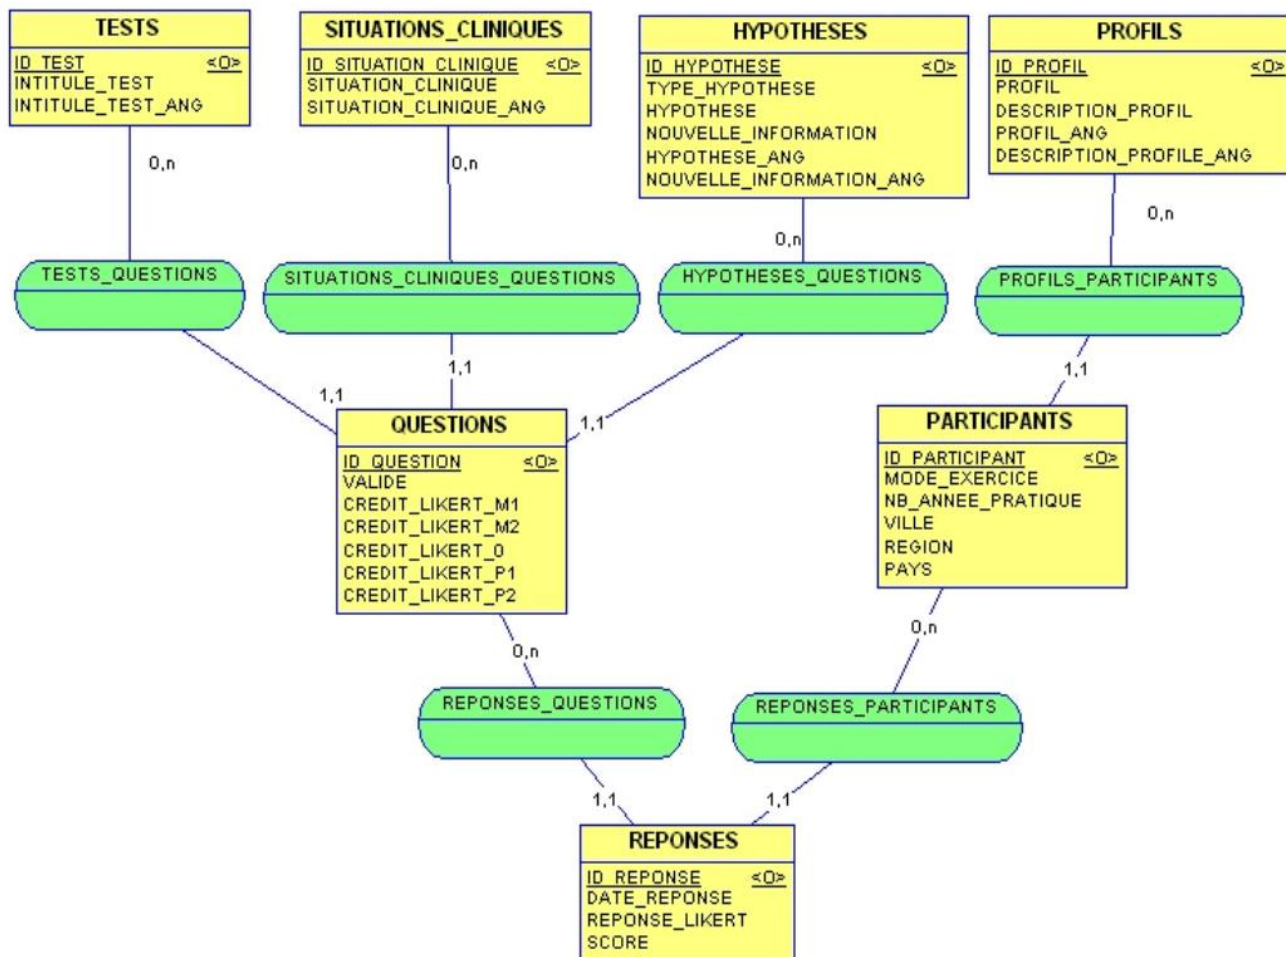 TESTS
ID_TEST <O>
INTITULE_TEST
INTITULE_TEST_ANG
SITUATIONS_CLINIQUES
ID_SITUATION_CLINIQUE <O>
SITUATION_CLINIQUE
SITUATION_CLINIQUE_ANG
HYPOTHESES
ID_HYPOTHESE <O>
TYPE_HYPOTHESE
HYPOTHESE
NOUVELLE_INFORMATION
HYPOTHESE_ANG
NOUVELLE_INFORMATION_ANG
PROFILS
ID_PROFIL <O>
PROFIL
DESCRIPTION_PROFIL
PROFIL_ANG
DESCRIPTION_PROFILE_ANG
0,n
0,n
0,n
0,n
TESTS_QUESTIONS
SITUATIONS_CLINIQUES_QUESTIONS
HYPOTHESES_QUESTIONS
PROFILS_PARTICIPANTS
1,1
1,1
1,1
1,1
QUESTIONS
ID_QUESTION <O>
VALIDE
CREDIT_LIKERT_M1
CREDIT_LIKERT_M2
CREDIT_LIKERT_0
CREDIT_LIKERT_P1
CREDIT_LIKERT_P2
PARTICIPANTS
ID_PARTICIPANT <O>
MODE_EXERCICE
NB_ANNEE_PRATIQUE
VILLE
REGION
PAYS
0,n
0,n
REPONSES_QUESTIONS
REPONSES_PARTICIPANTS
1,1
1,1
REPONSES
ID_REPONSE <O>
DATE_REPONSE
REPONSE_LIKERT
SCORE